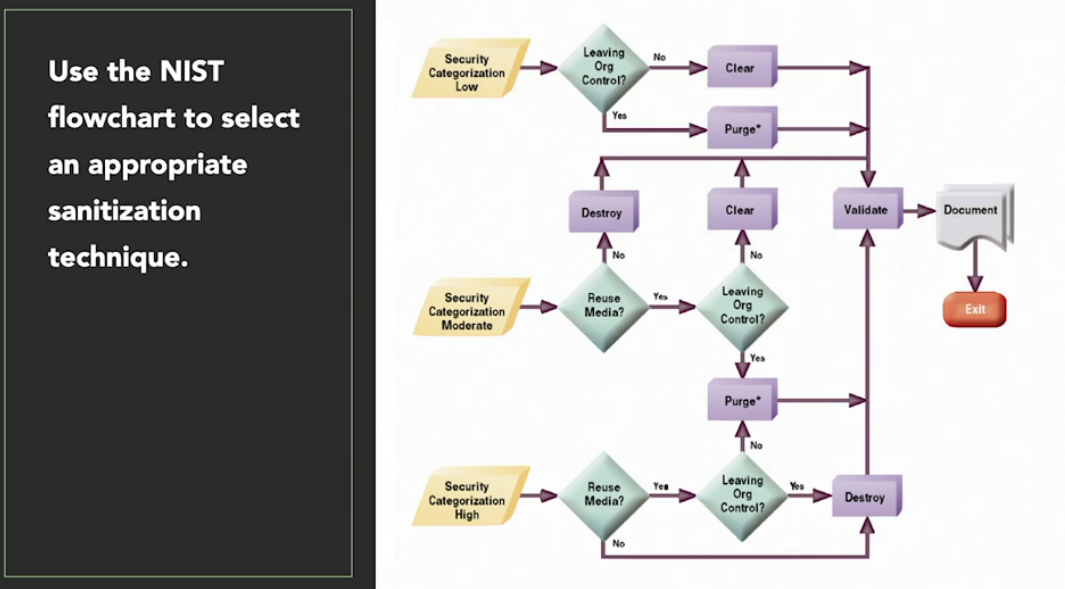 Use the NIST
flowchart to select
an appropriate
sanitization
technique.
Security
Categorization
Low
Leaving
Org
Control?
No
Clear
Yes
Purge*
Destroy
Clear
Validate
Document
No
No
Security
Categorization
Moderate
Reuse
Media?
Yes
Leaving
Org
Control?
Exit
Yes
Purge*
No
Security
Categorization
High
Reuse
Media?
Yes
Leaving
Org
Control?
Yes
Destroy
No